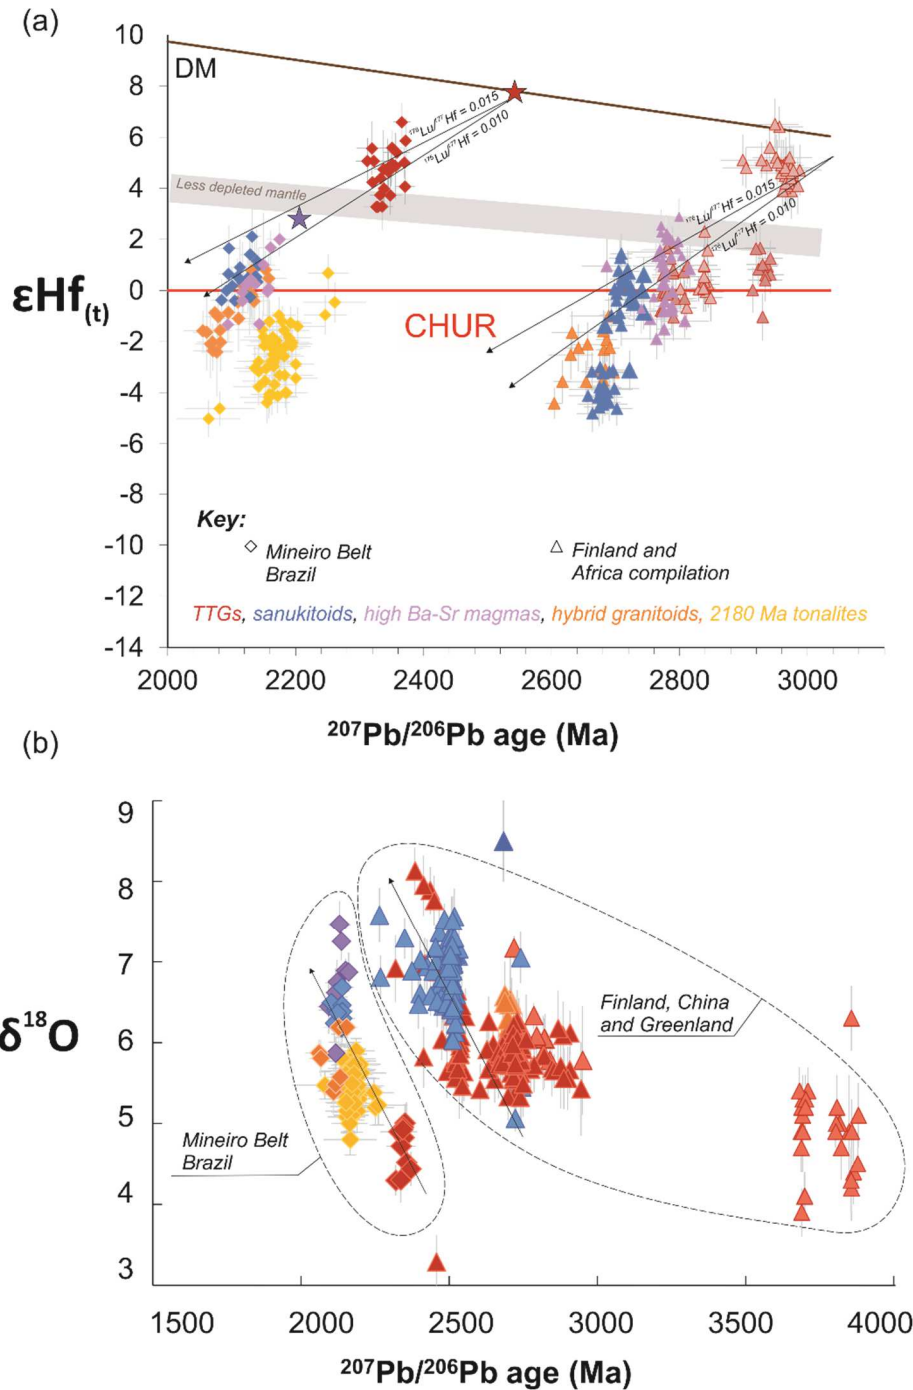 (a)
10
8
6
4
2
0
-2
-4
-6
-8
-10
-12
-14
εHf(t)
DM
176Lu/177Hf = 0.015
176Lu/177Hf = 0.010
Less depleted mantle
176Lu/177Hf = 0.015
176Lu/177Hf = 0.010
CHUR
Key:
Mineiro Belt
Brazil
Finland and
Africa compilation
TTGs, sanukitoids, high Ba-Sr magmas, hybrid granitoids, 2180 Ma tonalites
2000 2200 2400 2600 2800 3000
207Pb/206Pb age (Ma)
(b)
9
8
7
6
5
4
3
δ18O
Finland, China
and Greenland
Mineiro Belt
Brazil
1500 2000 2500 3000 3500 4000
207Pb/206Pb age (Ma)